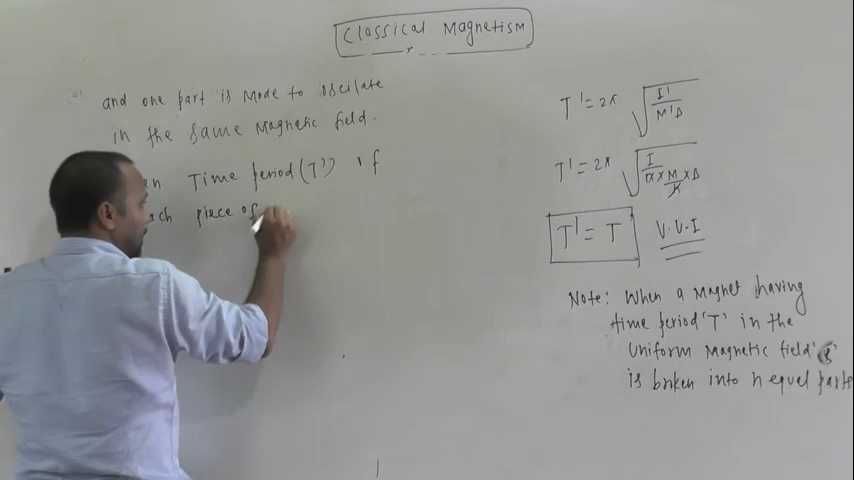 Classical Magnetism
and one part is Made to oscilate
in the same Magnetic field.
Time period (T') of
piece of
T' = 2π √(I'/M'B)
T' = 2π √(I/(n × M/n × B))
T' = T V.V.I
Note: When a Magnet having
time period 'T' in the
Uniform Magnetic field
is broken into n equal parts